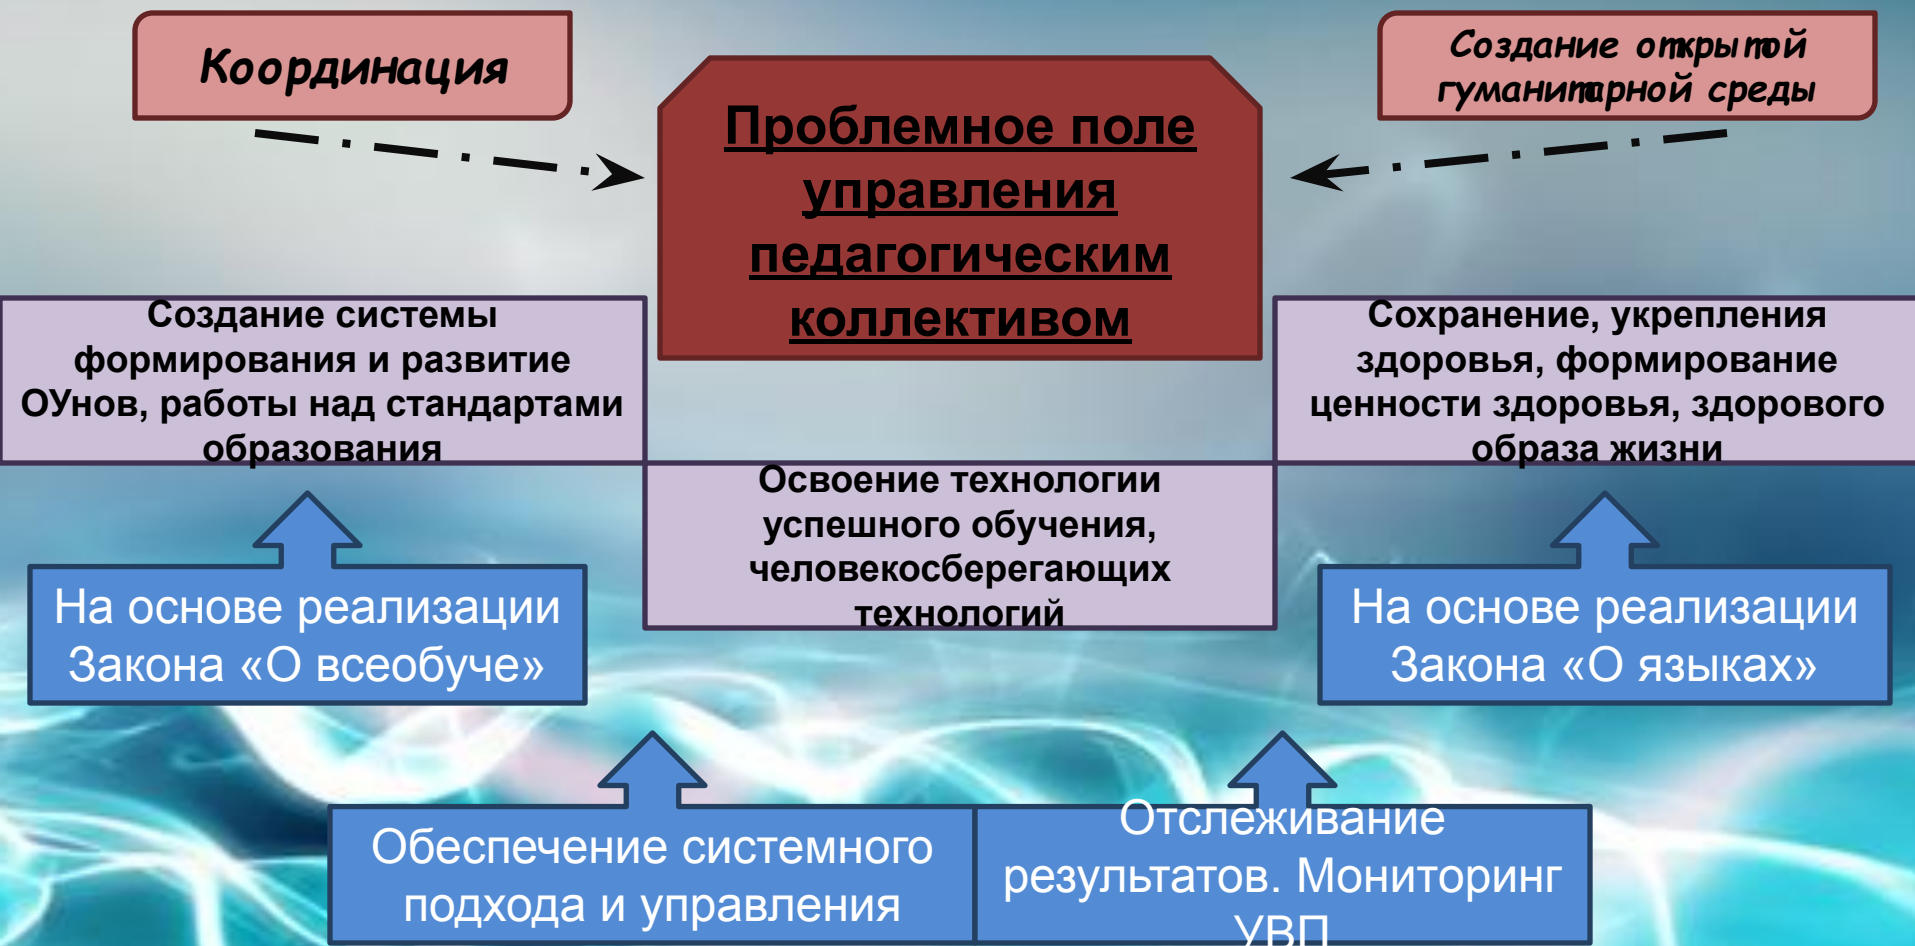 Координация
Создание открытой
гуманитарной среды
Проблемное поле
управления
педагогическим
коллективом
Создание системы
формирования и развитие
ОУнов, работы над стандартами
образования
Сохранение, укрепления
здоровья, формирование
ценности здоровья, здорового
образа жизни
Освоение технологии
успешного обучения,
человекосберегающих
технологий
На основе реализации
Закона «О всеобуче»
На основе реализации
Закона «О языках»
Обеспечение системного
подхода и управления
Отслеживание
результатов. Мониторинг
УВП